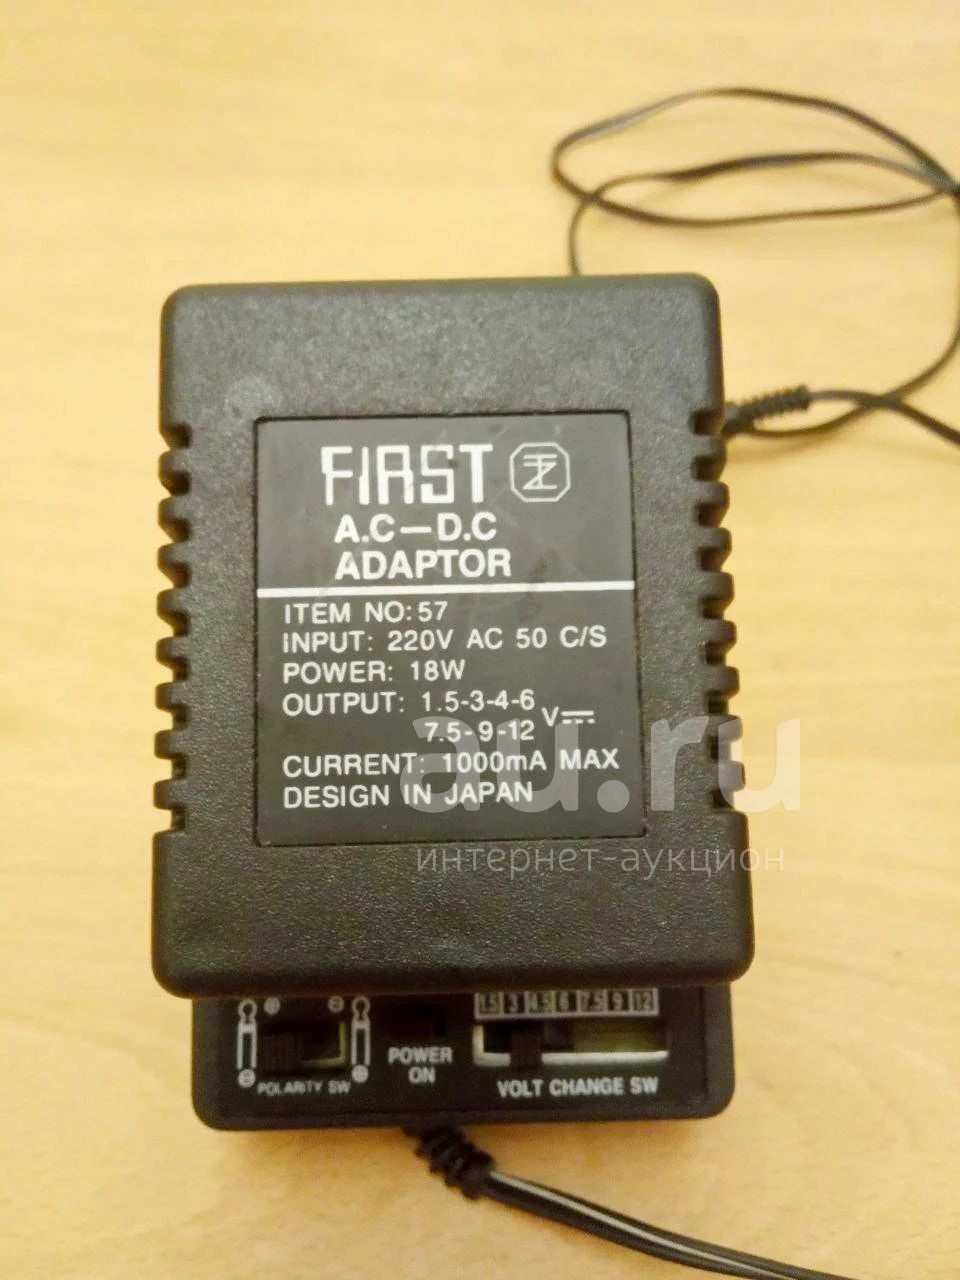 FIRST
A.C—D.C
ADAPTOR
ITEM NO: 57
INPUT: 220V AC 50 C/S
POWER: 18W
OUTPUT: 1.5-3-4-6
7.5-9-12 V
CURRENT: 1000mA MAX
DESIGN IN JAPAN
au.ru
интернет-аукцион
1.5 3 4.5 6 7.5 9 12
POLARITY SW
POWER
ON
VOLT CHANGE SW